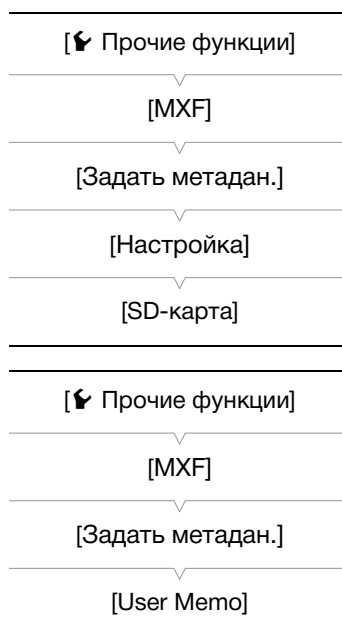 [Прочие функции]
[MXF]
[Задать метадан.]
[Настройка]
[SD-карта]
[Прочие функции]
[MXF]
[Задать метадан.]
[User Memo]